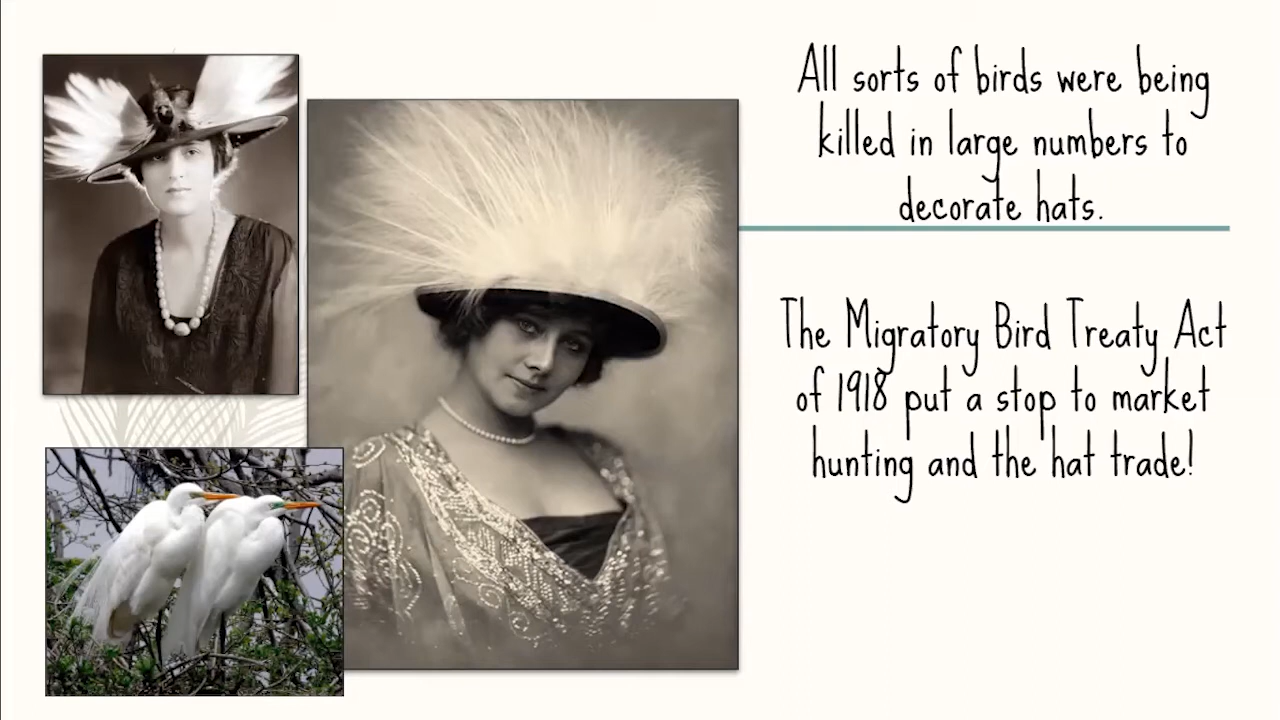 All sorts of birds were being
killed in large numbers to
decorate hats.
The Migratory Bird Treaty Act
of 1918 put a stop to market
hunting and the hat trade!